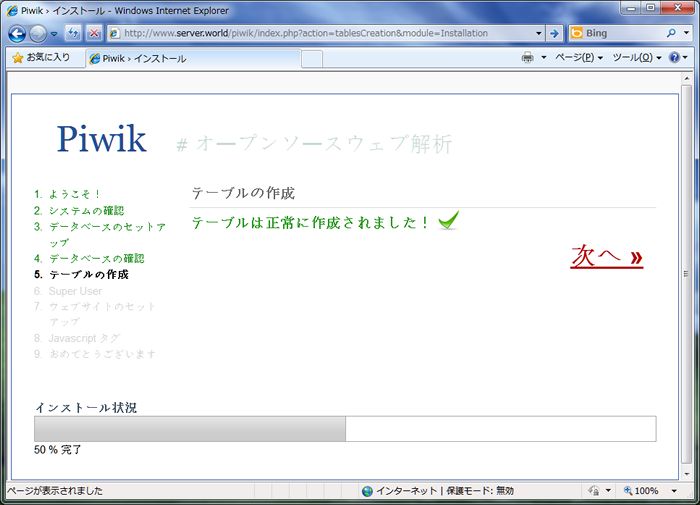 Piwik › インストール - Windows Internet Explorer
http://www.server.world/piwik/index.php?action=tablesCreation&module=Installation
Bing
お気に入り
Piwik › インストール
ページ(P)
ツール(O)
Piwik
# オープンソースウェブ解析
1. ようこそ！
2. システムの確認
3. データベースのセットア
ップ
4. データベースの確認
5. テーブルの作成
6. Super User
7. ウェブサイトのセット
アップ
8. Javascript タグ
9. おめでとうございます
テーブルの作成
テーブルは正常に作成されました！
次へ »
インストール状況
50 % 完了
ページが表示されました
インターネット | 保護モード: 無効
100%